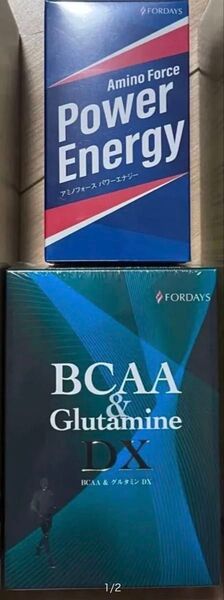 FORDAYS
Amino Force
Power
Energy
アミノフォース パワーエナジー
FORDAYS
BCAA
&
Glutamine
DX
BCAA & グルタミン DX
1/2